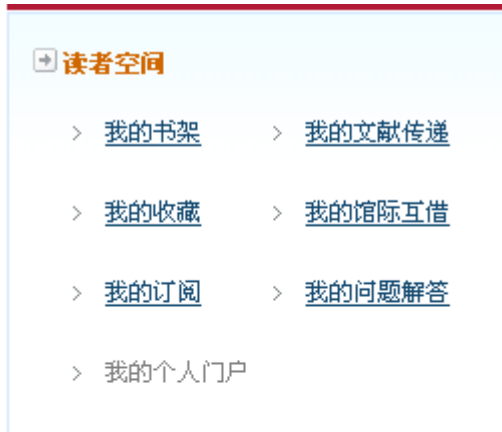 读者空间
我的书架 我的文献传递
我的收藏 我的馆际互借
我的订阅 我的问题解答
我的个人门户